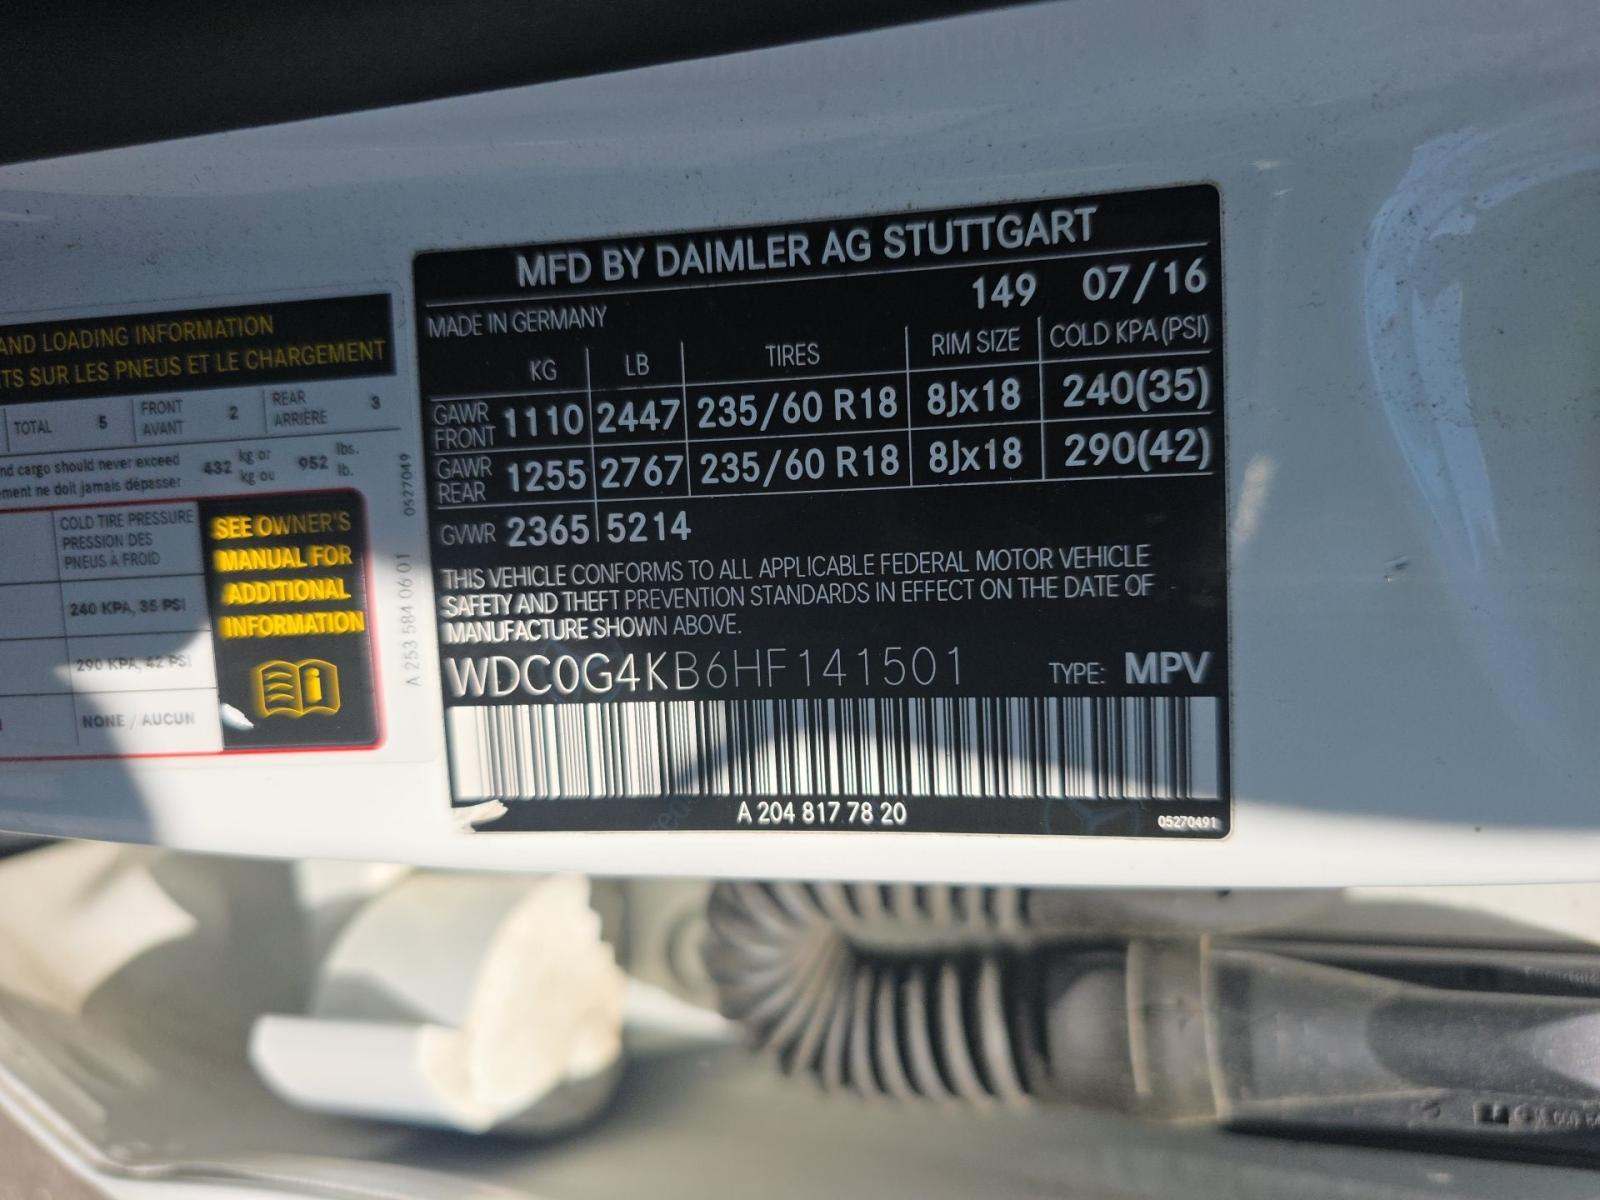 AND LOADING INFORMATION
TS SUR LES PNEUS ET LE CHARGEMENT
TOTAL 5 FRONT AVANT 2 REAR ARRIÈRE 3
nd cargo should never exceed 432 kg or 952 lbs.
ment ne doit jamais dépasser kg ou lb.
COLD TIRE PRESSURE
PRESSION DES
PNEUS A FROID
240 KPA, 35 PSI
290 KPA, 42 PSI
NONE / AUCUN
SEE OWNER'S
MANUAL FOR
ADDITIONAL
INFORMATION
A 253 584 06 01 0527049
MFD BY DAIMLER AG STUTTGART
149 07/16
MADE IN GERMANY
KG LB TIRES RIM SIZE COLD KPA(PSI)
GAWR FRONT 1110 2447 235/60 R18 8Jx18 240(35)
GAWR REAR 1255 2767 235/60 R18 8Jx18 290(42)
GVWR 2365 5214
THIS VEHICLE CONFORMS TO ALL APPLICABLE FEDERAL MOTOR VEHICLE
SAFETY AND THEFT PREVENTION STANDARDS IN EFFECT ON THE DATE OF
MANUFACTURE SHOWN ABOVE.
WDC0G4KB6HF141501 TYPE: MPV
A 204 817 78 20
05270491